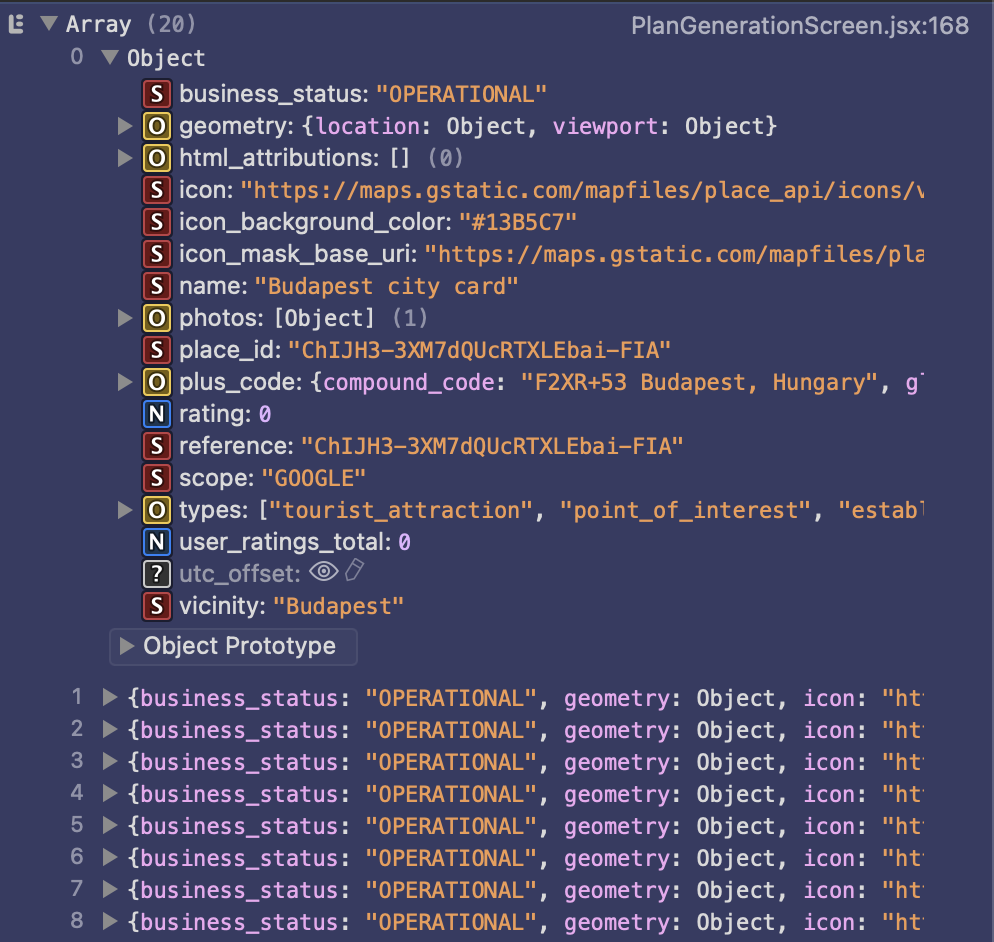 E Array (20) PlanGenerationScreen.jsx:168
0 Object
S business_status: "OPERATIONAL"
O geometry: {location: Object, viewport: Object}
O html_attributions: [] (0)
S icon: "https://maps.gstatic.com/mapfiles/place_api/icons/v
S icon_background_color: "#13B5C7"
S icon_mask_base_uri: "https://maps.gstatic.com/mapfiles/pla
S name: "Budapest city card"
O photos: [Object] (1)
S place_id: "ChIJH3-3XM7dQUcRTXLEbai-FIA"
O plus_code: {compound_code: "F2XR+53 Budapest, Hungary", g
N rating: 0
S reference: "ChIJH3-3XM7dQUcRTXLEbai-FIA"
S scope: "GOOGLE"
O types: ["tourist_attraction", "point_of_interest", "establ
N user_ratings_total: 0
? utc_offset:
S vicinity: "Budapest"
Object Prototype
1 {business_status: "OPERATIONAL", geometry: Object, icon: "ht
2 {business_status: "OPERATIONAL", geometry: Object, icon: "ht
3 {business_status: "OPERATIONAL", geometry: Object, icon: "ht
4 {business_status: "OPERATIONAL", geometry: Object, icon: "ht
5 {business_status: "OPERATIONAL", geometry: Object, icon: "ht
6 {business_status: "OPERATIONAL", geometry: Object, icon: "ht
7 {business_status: "OPERATIONAL", geometry: Object, icon: "ht
8 {business_status: "OPERATIONAL", geometry: Object, icon: "ht